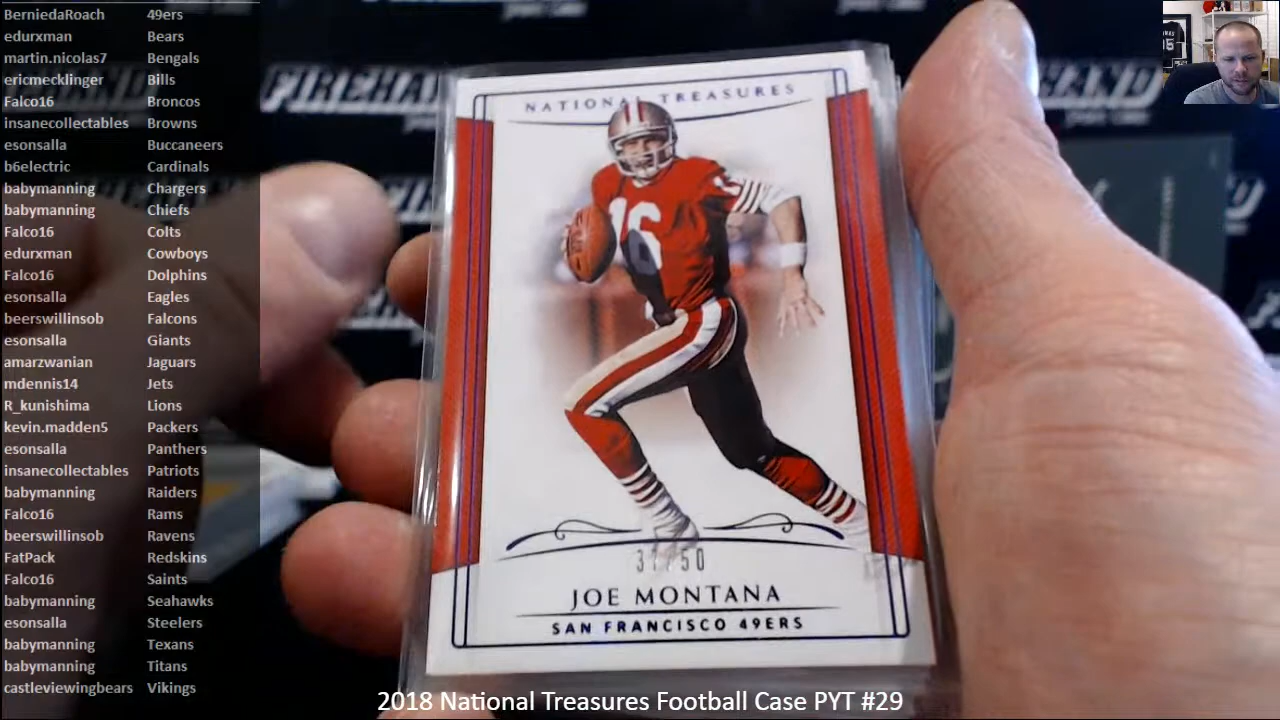 BerniedaRoach 49ers
edurxman Bears
martin.nicolas7 Bengals
ericmecklinger Bills
Falco16 Broncos
insanecollectables Browns
esonsalla Buccaneers
b6electric Cardinals
babymanning Chargers
babymanning Chiefs
Falco16 Colts
edurxman Cowboys
Falco16 Dolphins
esonsalla Eagles
beerswillinsob Falcons
esonsalla Giants
amarzwanian Jaguars
mdennis14 Jets
R_kunishima Lions
kevin.madden5 Packers
esonsalla Panthers
insanecollectables Patriots
babymanning Raiders
Falco16 Rams
beerswillinsob Ravens
FatPack Redskins
Falco16 Saints
babymanning Seahawks
esonsalla Steelers
babymanning Texans
babymanning Titans
castleviewingbears Vikings
NATIONAL TREASURES
16
JOE MONTANA
SAN FRANCISCO 49ERS
2018 National Treasures Football Case PYT #29